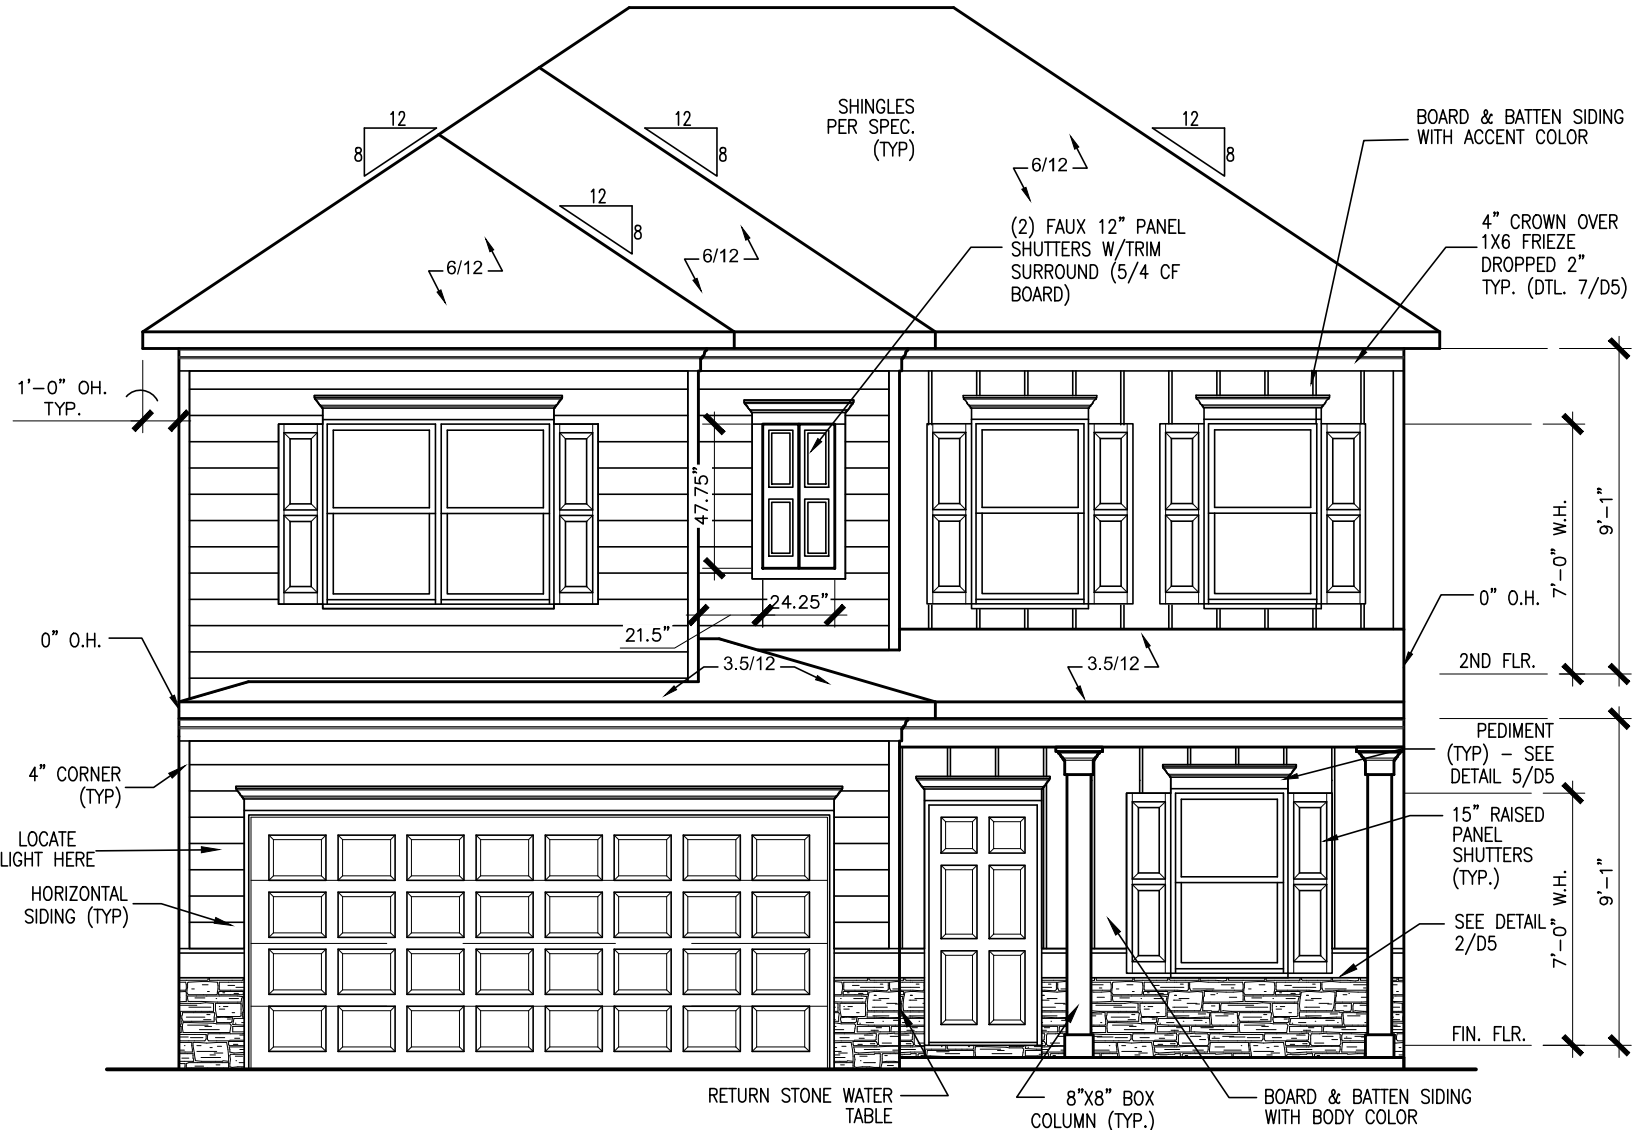 12
8
12
8
12
8
12
8
SHINGLES
PER SPEC.
(TYP)
6/12
6/12
6/12
BOARD & BATTEN SIDING
WITH ACCENT COLOR
(2) FAUX 12" PANEL
SHUTTERS W/TRIM
SURROUND (5/4 CF
BOARD)
4" CROWN OVER
1X6 FRIEZE
DROPPED 2"
TYP. (DTL. 7/D5)
1'-0" OH.
TYP.
47.75"
24.25"
21.5"
7'-0" W.H.
9'-1"
0" O.H.
0" O.H.
3.5/12
3.5/12
2ND FLR.
4" CORNER
(TYP)
PEDIMENT
(TYP) - SEE
DETAIL 5/D5
LOCATE
LIGHT HERE
15" RAISED
PANEL
SHUTTERS
(TYP.)
7'-0" W.H.
9'-1"
HORIZONTAL
SIDING (TYP)
SEE DETAIL
2/D5
FIN. FLR.
RETURN STONE WATER
TABLE
8"X8" BOX
COLUMN (TYP.)
BOARD & BATTEN SIDING
WITH BODY COLOR